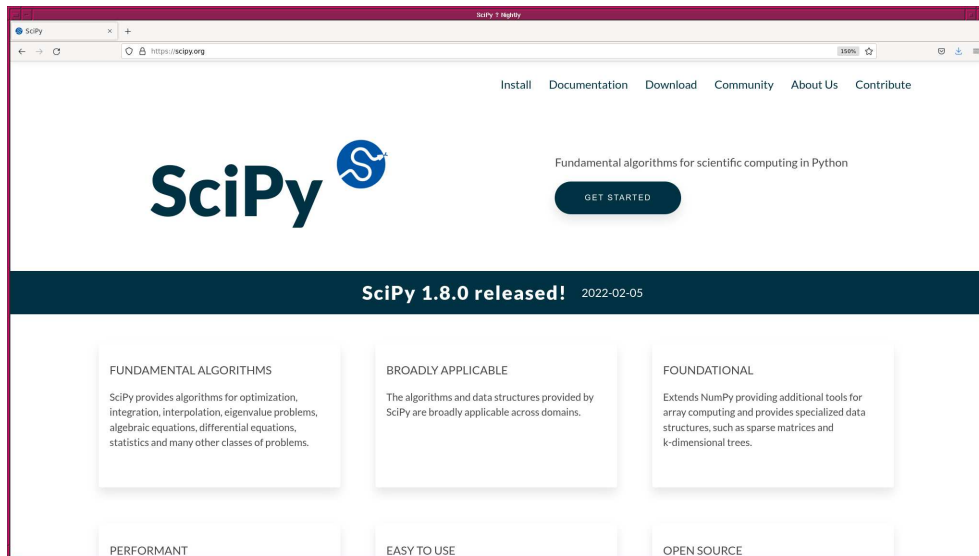 SciPy ? Nightly
SciPy × +
https://scipy.org 150%
Install Documentation Download Community About Us Contribute
SciPy
Fundamental algorithms for scientific computing in Python
GET STARTED
SciPy 1.8.0 released! 2022-02-05
FUNDAMENTAL ALGORITHMS
SciPy provides algorithms for optimization,
integration, interpolation, eigenvalue problems,
algebraic equations, differential equations,
statistics and many other classes of problems.
BROADLY APPLICABLE
The algorithms and data structures provided by
SciPy are broadly applicable across domains.
FOUNDATIONAL
Extends NumPy providing additional tools for
array computing and provides specialized data
structures, such as sparse matrices and
k-dimensional trees.
PERFORMANT
EASY TO USE
OPEN SOURCE